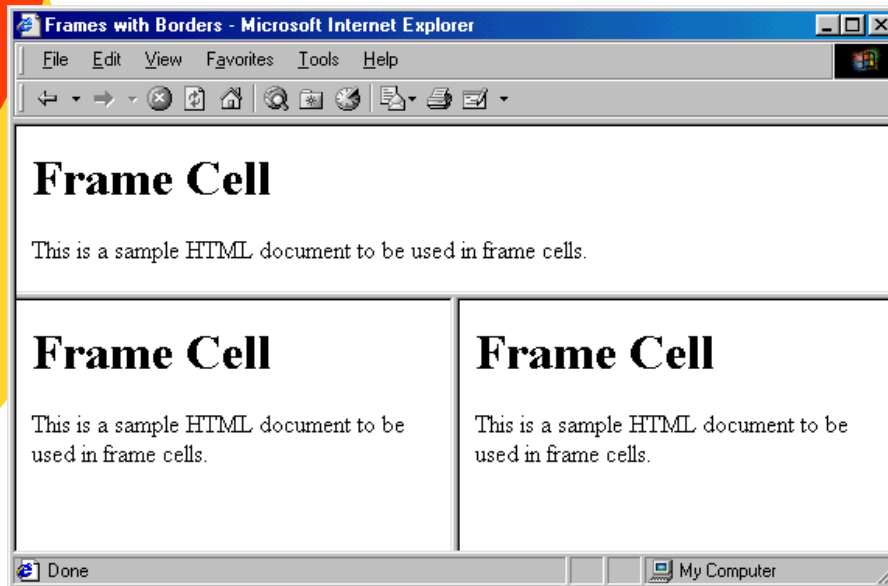 Frames with Borders - Microsoft Internet Explorer
File Edit View Favorites Tools Help
Frame Cell
This is a sample HTML document to be used in frame cells.
Frame Cell
This is a sample HTML document to be
used in frame cells.
Frame Cell
This is a sample HTML document to be
used in frame cells.
Done
My Computer